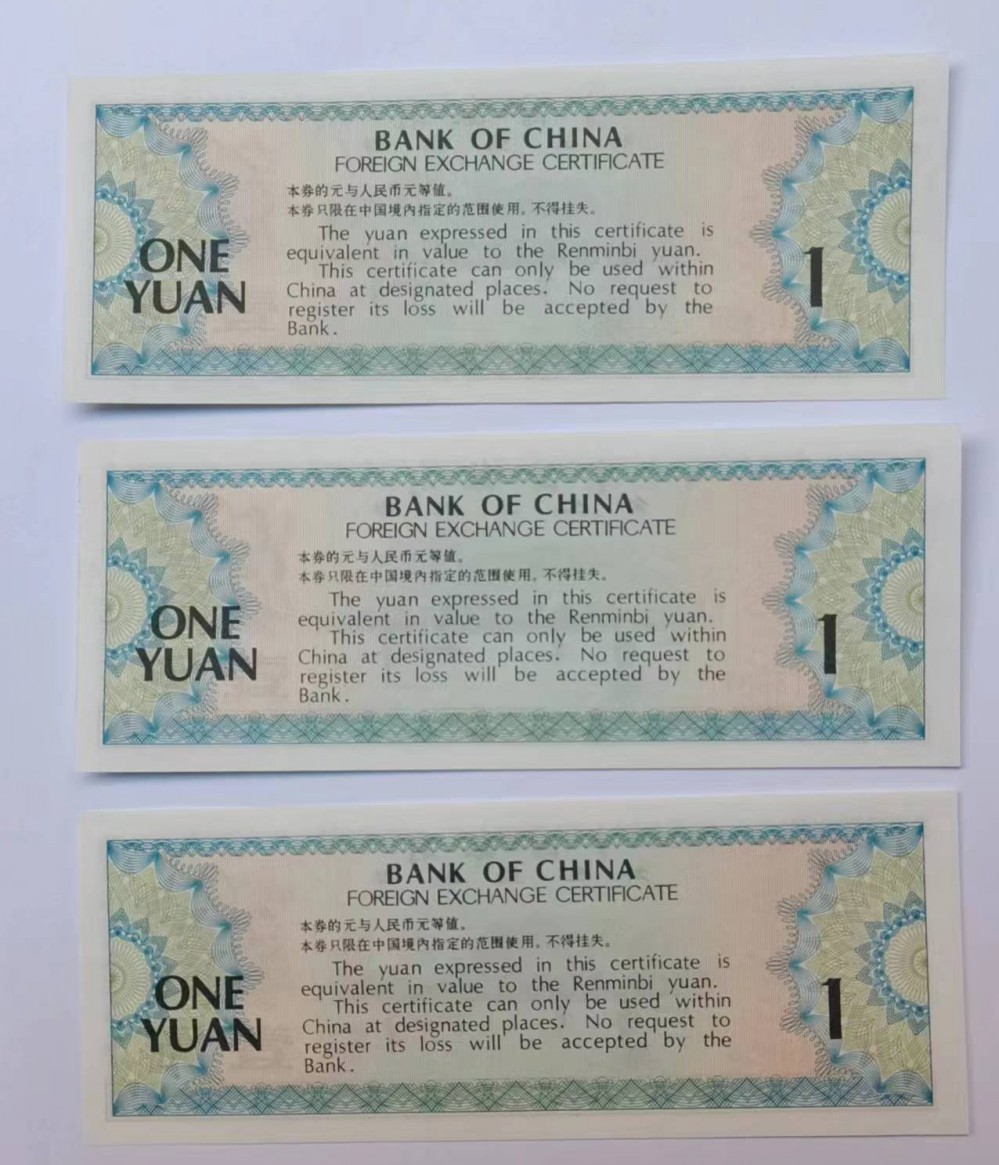 BANK OF CHINA
FOREIGN EXCHANGE CERTIFICATE
本券的元与人民币元等值。
本券只限在中国境内指定的范围使用，不得挂失。
The yuan expressed in this certificate is
equivalent in value to the Renminbi yuan.
This certificate can only be used within
China at designated places. No request to
register its loss will be accepted by the
Bank.
ONE
YUAN
1
BANK OF CHINA
FOREIGN EXCHANGE CERTIFICATE
本券的元与人民币元等值。
本券只限在中国境内指定的范围使用，不得挂失。
The yuan expressed in this certificate is
equivalent in value to the Renminbi yuan.
This certificate can only be used within
China at designated places. No request to
register its loss will be accepted by the
Bank.
ONE
YUAN
1
BANK OF CHINA
FOREIGN EXCHANGE CERTIFICATE
本券的元与人民币元等值。
本券只限在中国境内指定的范围使用，不得挂失。
The yuan expressed in this certificate is
equivalent in value to the Renminbi yuan.
This certificate can only be used within
China at designated places. No request to
register its loss will be accepted by the
Bank.
ONE
YUAN
1